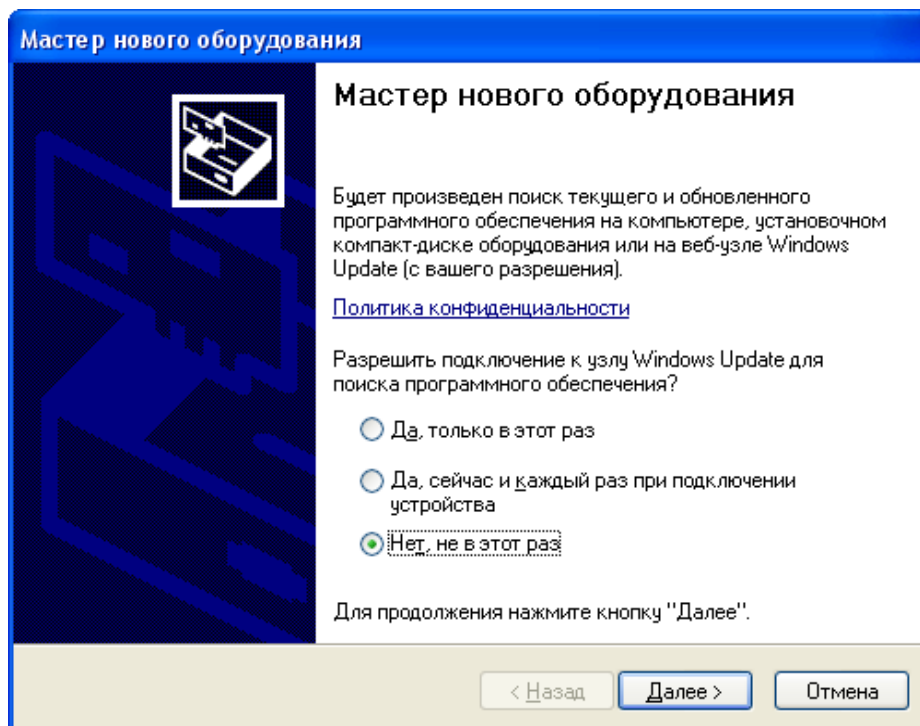 Мастер нового оборудования
Мастер нового оборудования
Будет произведен поиск текущего и обновленного
программного обеспечения на компьютере, установочном
компакт-диске оборудования или на веб-узле Windows
Update (с вашего разрешения).
Политика конфиденциальности
Разрешить подключение к узлу Windows Update для
поиска программного обеспечения?
Да, только в этот раз
Да, сейчас и каждый раз при подключении
устройства
Нет, не в этот раз
Для продолжения нажмите кнопку "Далее".
< Назад
Далее >
Отмена